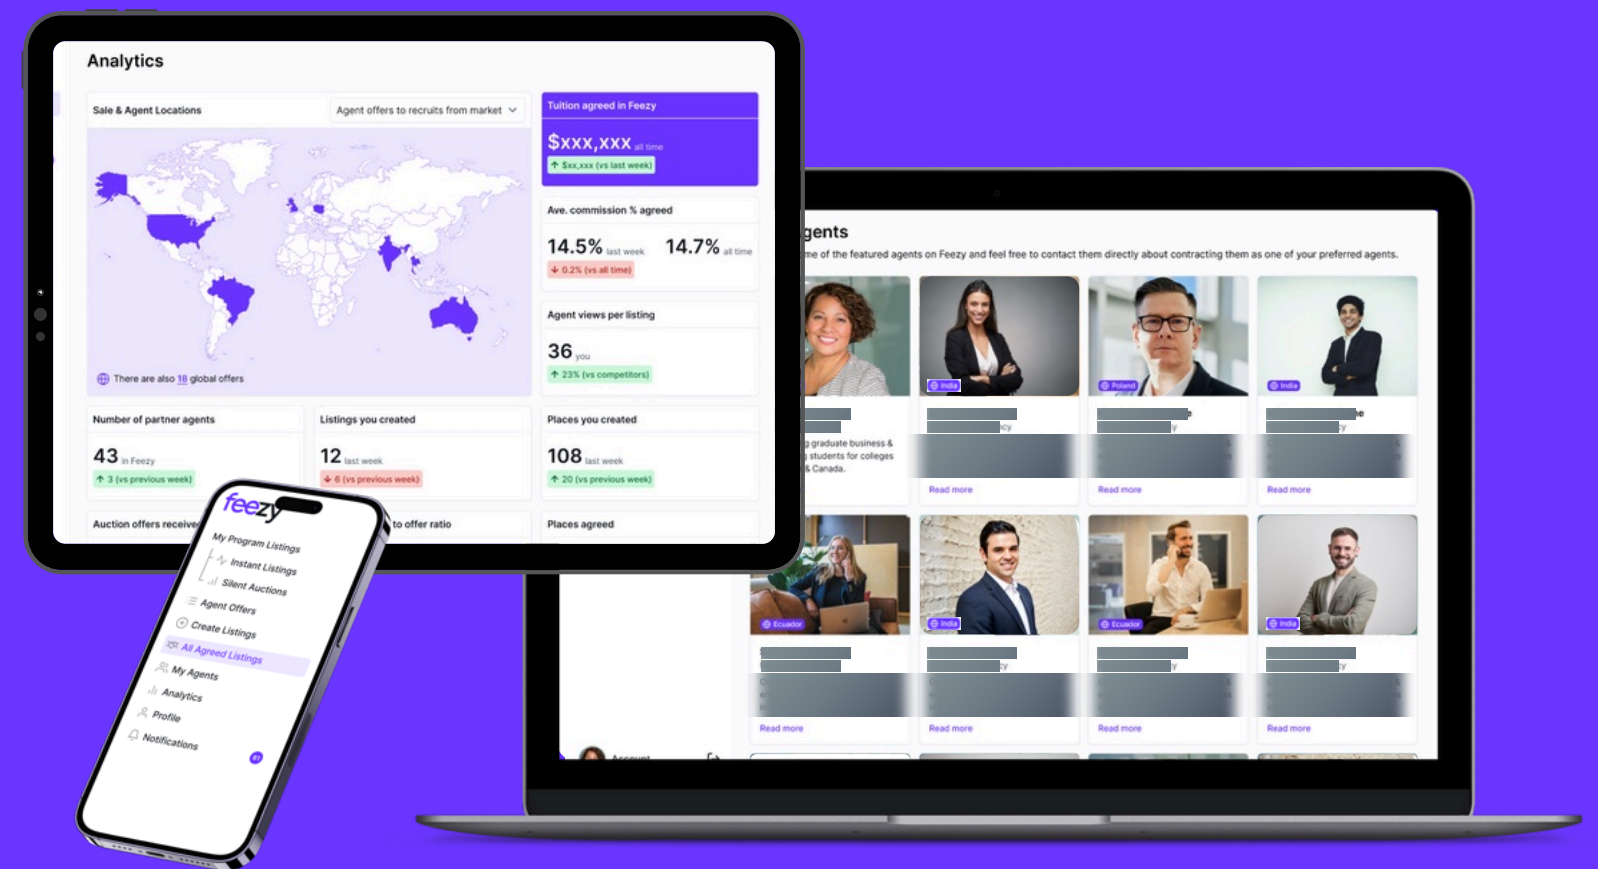 Analytics
Sale & Agent Locations
Agent offers to recruits from market
There are also 18 global offers
Tuition agreed in Feezy
$xxx,xxx all time
$xx,xxx (vs last week)
Ave. commission % agreed
14.5% last week
14.7% all time
0.2% (vs all time)
Agent views per listing
36 you
23% (vs competitors)
Number of partner agents
43 in Feezy
3 (vs previous week)
Listings you created
12 last week
6 (vs previous week)
Places you created
108 last week
20 (vs previous week)
Auction offers receive
to offer ratio
Places agreed
feezy
My Program Listings
Instant Listings
Silent Auctions
Agent Offers
Create Listings
All Agreed Listings
My Agents
Analytics
Profile
Notifications
gents
me of the featured agents on Feezy and feel free to contact them directly about contracting them as one of your preferred agents.
India
Poland
India
e
ne
cy
cy
g graduate business &
g students for colleges
& Canada.
Read more
Read more
Read more
Ecuador
India
Ecuador
India
cy
cy
cy
Read more
Read more
Read more
Read more
Account